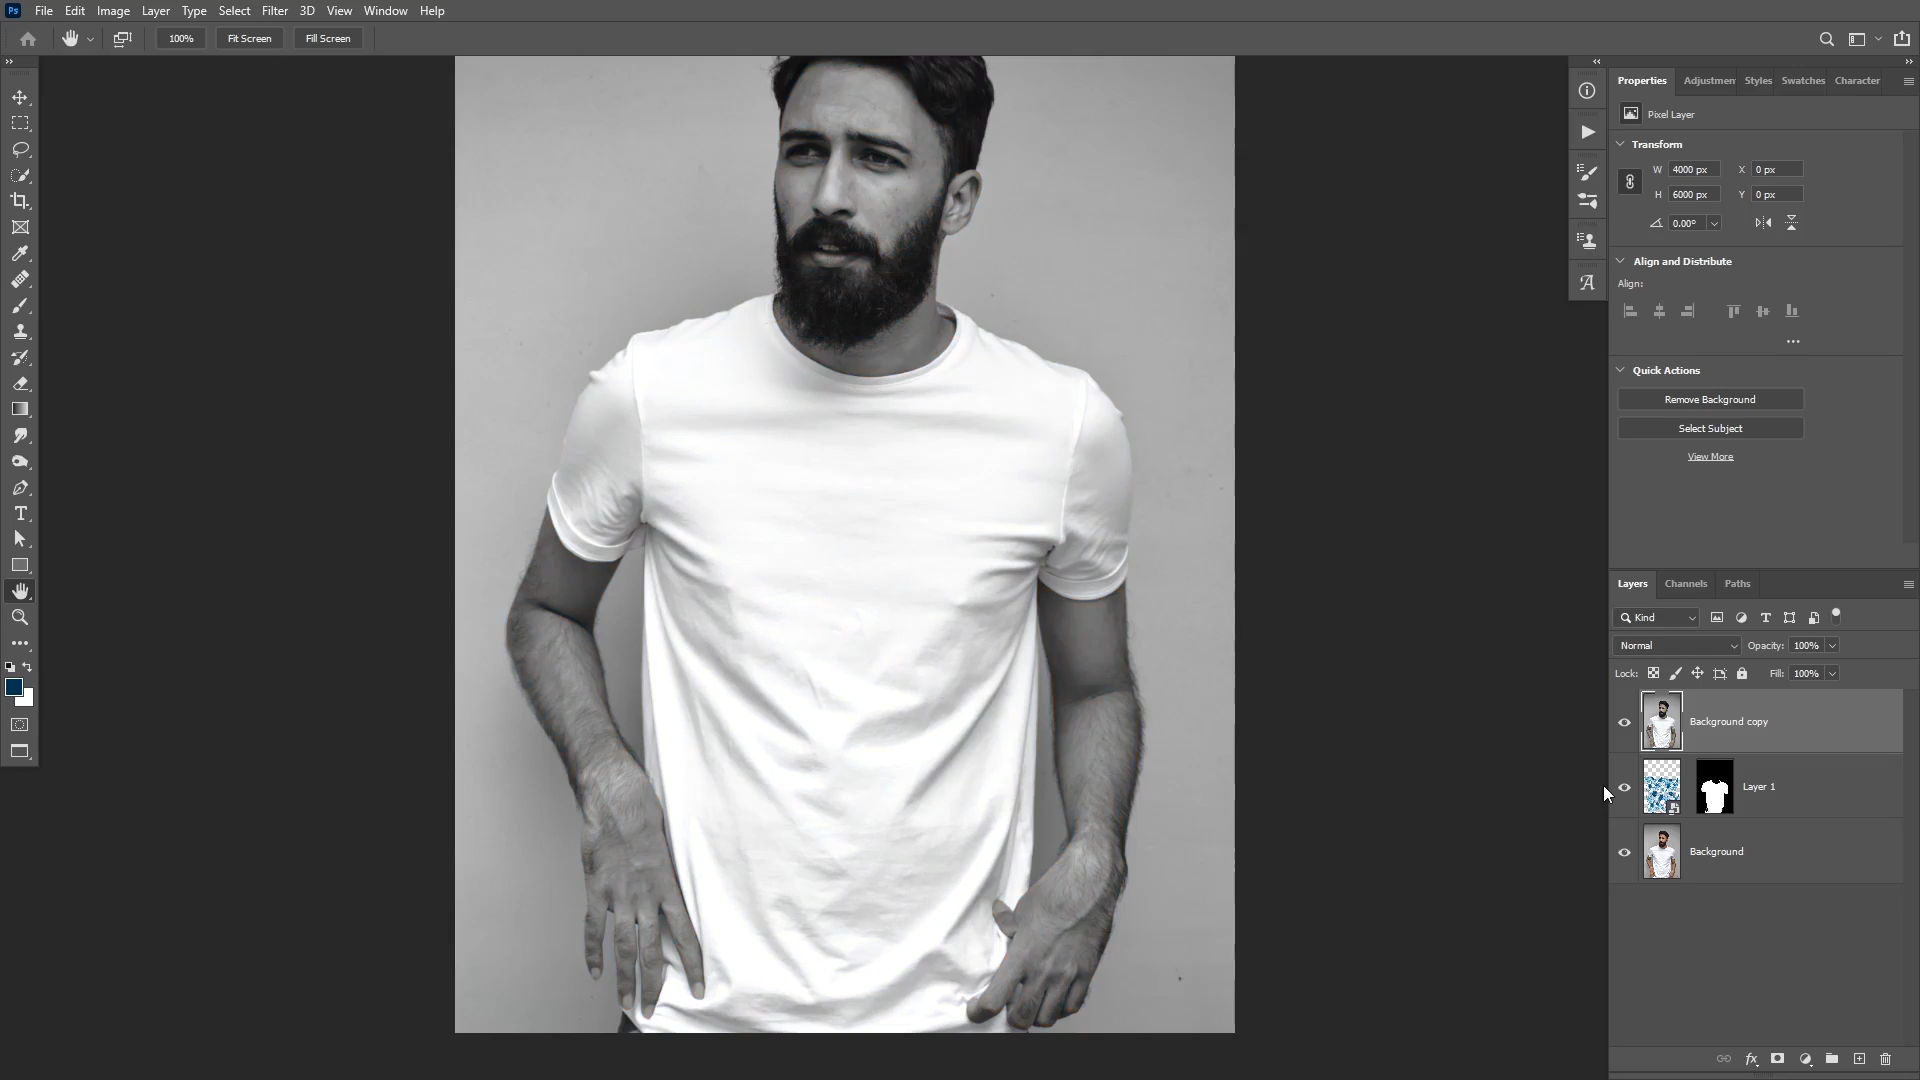 Ps File Edit Image Layer Type Select Filter 3D View Window Help
100% Fit Screen Fill Screen
Properties Adjustmen Styles Swatches Character
Pixel Layer
Transform
W 4000 px X 0 px
H 6000 px Y 0 px
0.00°
Align and Distribute
Align:
Quick Actions
Remove Background
Select Subject
View More
Layers Channels Paths
Kind
Normal Opacity: 100%
Lock: Fill: 100%
Background copy
Layer 1
Background